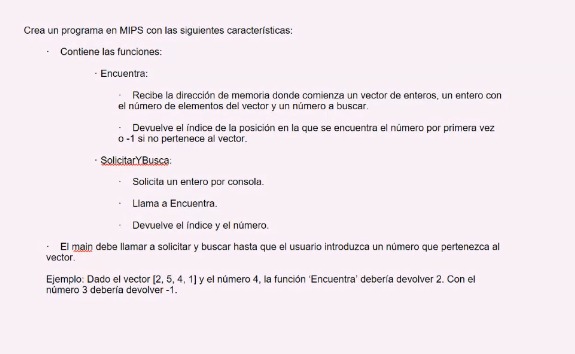 Crea un programa en MIPS con las siguientes características:
· Contiene las funciones:
· Encuentra:
· Recibe la dirección de memoria donde comienza un vector de enteros, un entero con
el número de elementos del vector y un número a buscar.
· Devuelve el índice de la posición en la que se encuentra el número por primera vez
o -1 si no pertenece al vector.
· SolicitarYBusca:
· Solicita un entero por consola.
· Llama a Encuentra.
· Devuelve el índice y el número.
· El main debe llamar a solicitar y buscar hasta que el usuario introduzca un número que pertenezca al
vector.
Ejemplo: Dado el vector [2, 5, 4, 1] y el número 4, la función ‘Encuentra’ debería devolver 2. Con el
número 3 debería devolver -1.